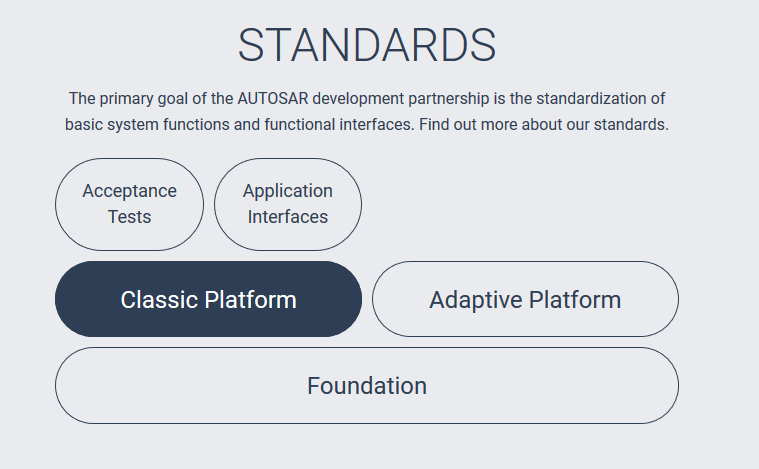 STANDARDS
The primary goal of the AUTOSAR development partnership is the standardization of
basic system functions and functional interfaces. Find out more about our standards.
Acceptance
Tests
Application
Interfaces
Classic Platform
Adaptive Platform
Foundation